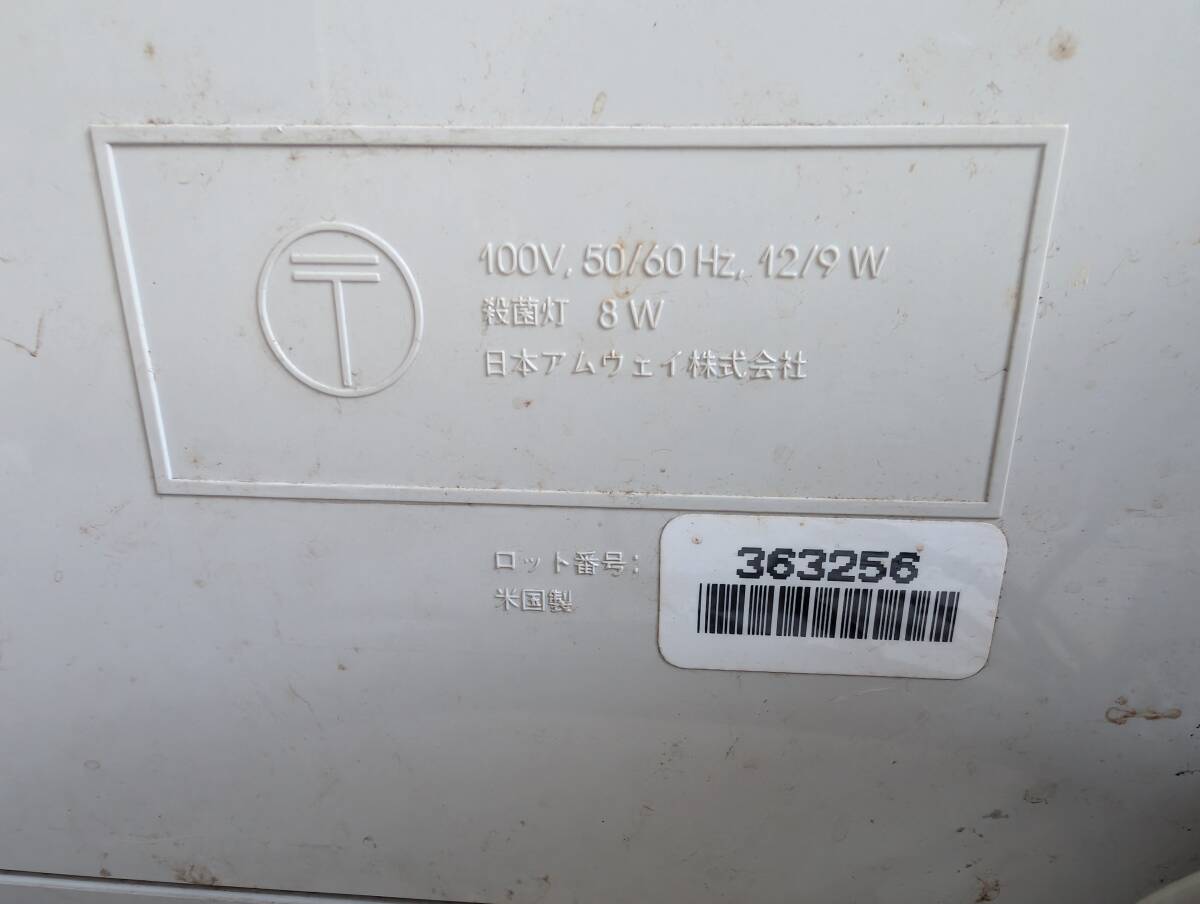 〒
100V, 50/60 Hz, 12/9 W
殺菌灯 8 W
日本アムウェイ株式会社
ロット番号:
363256
米国製